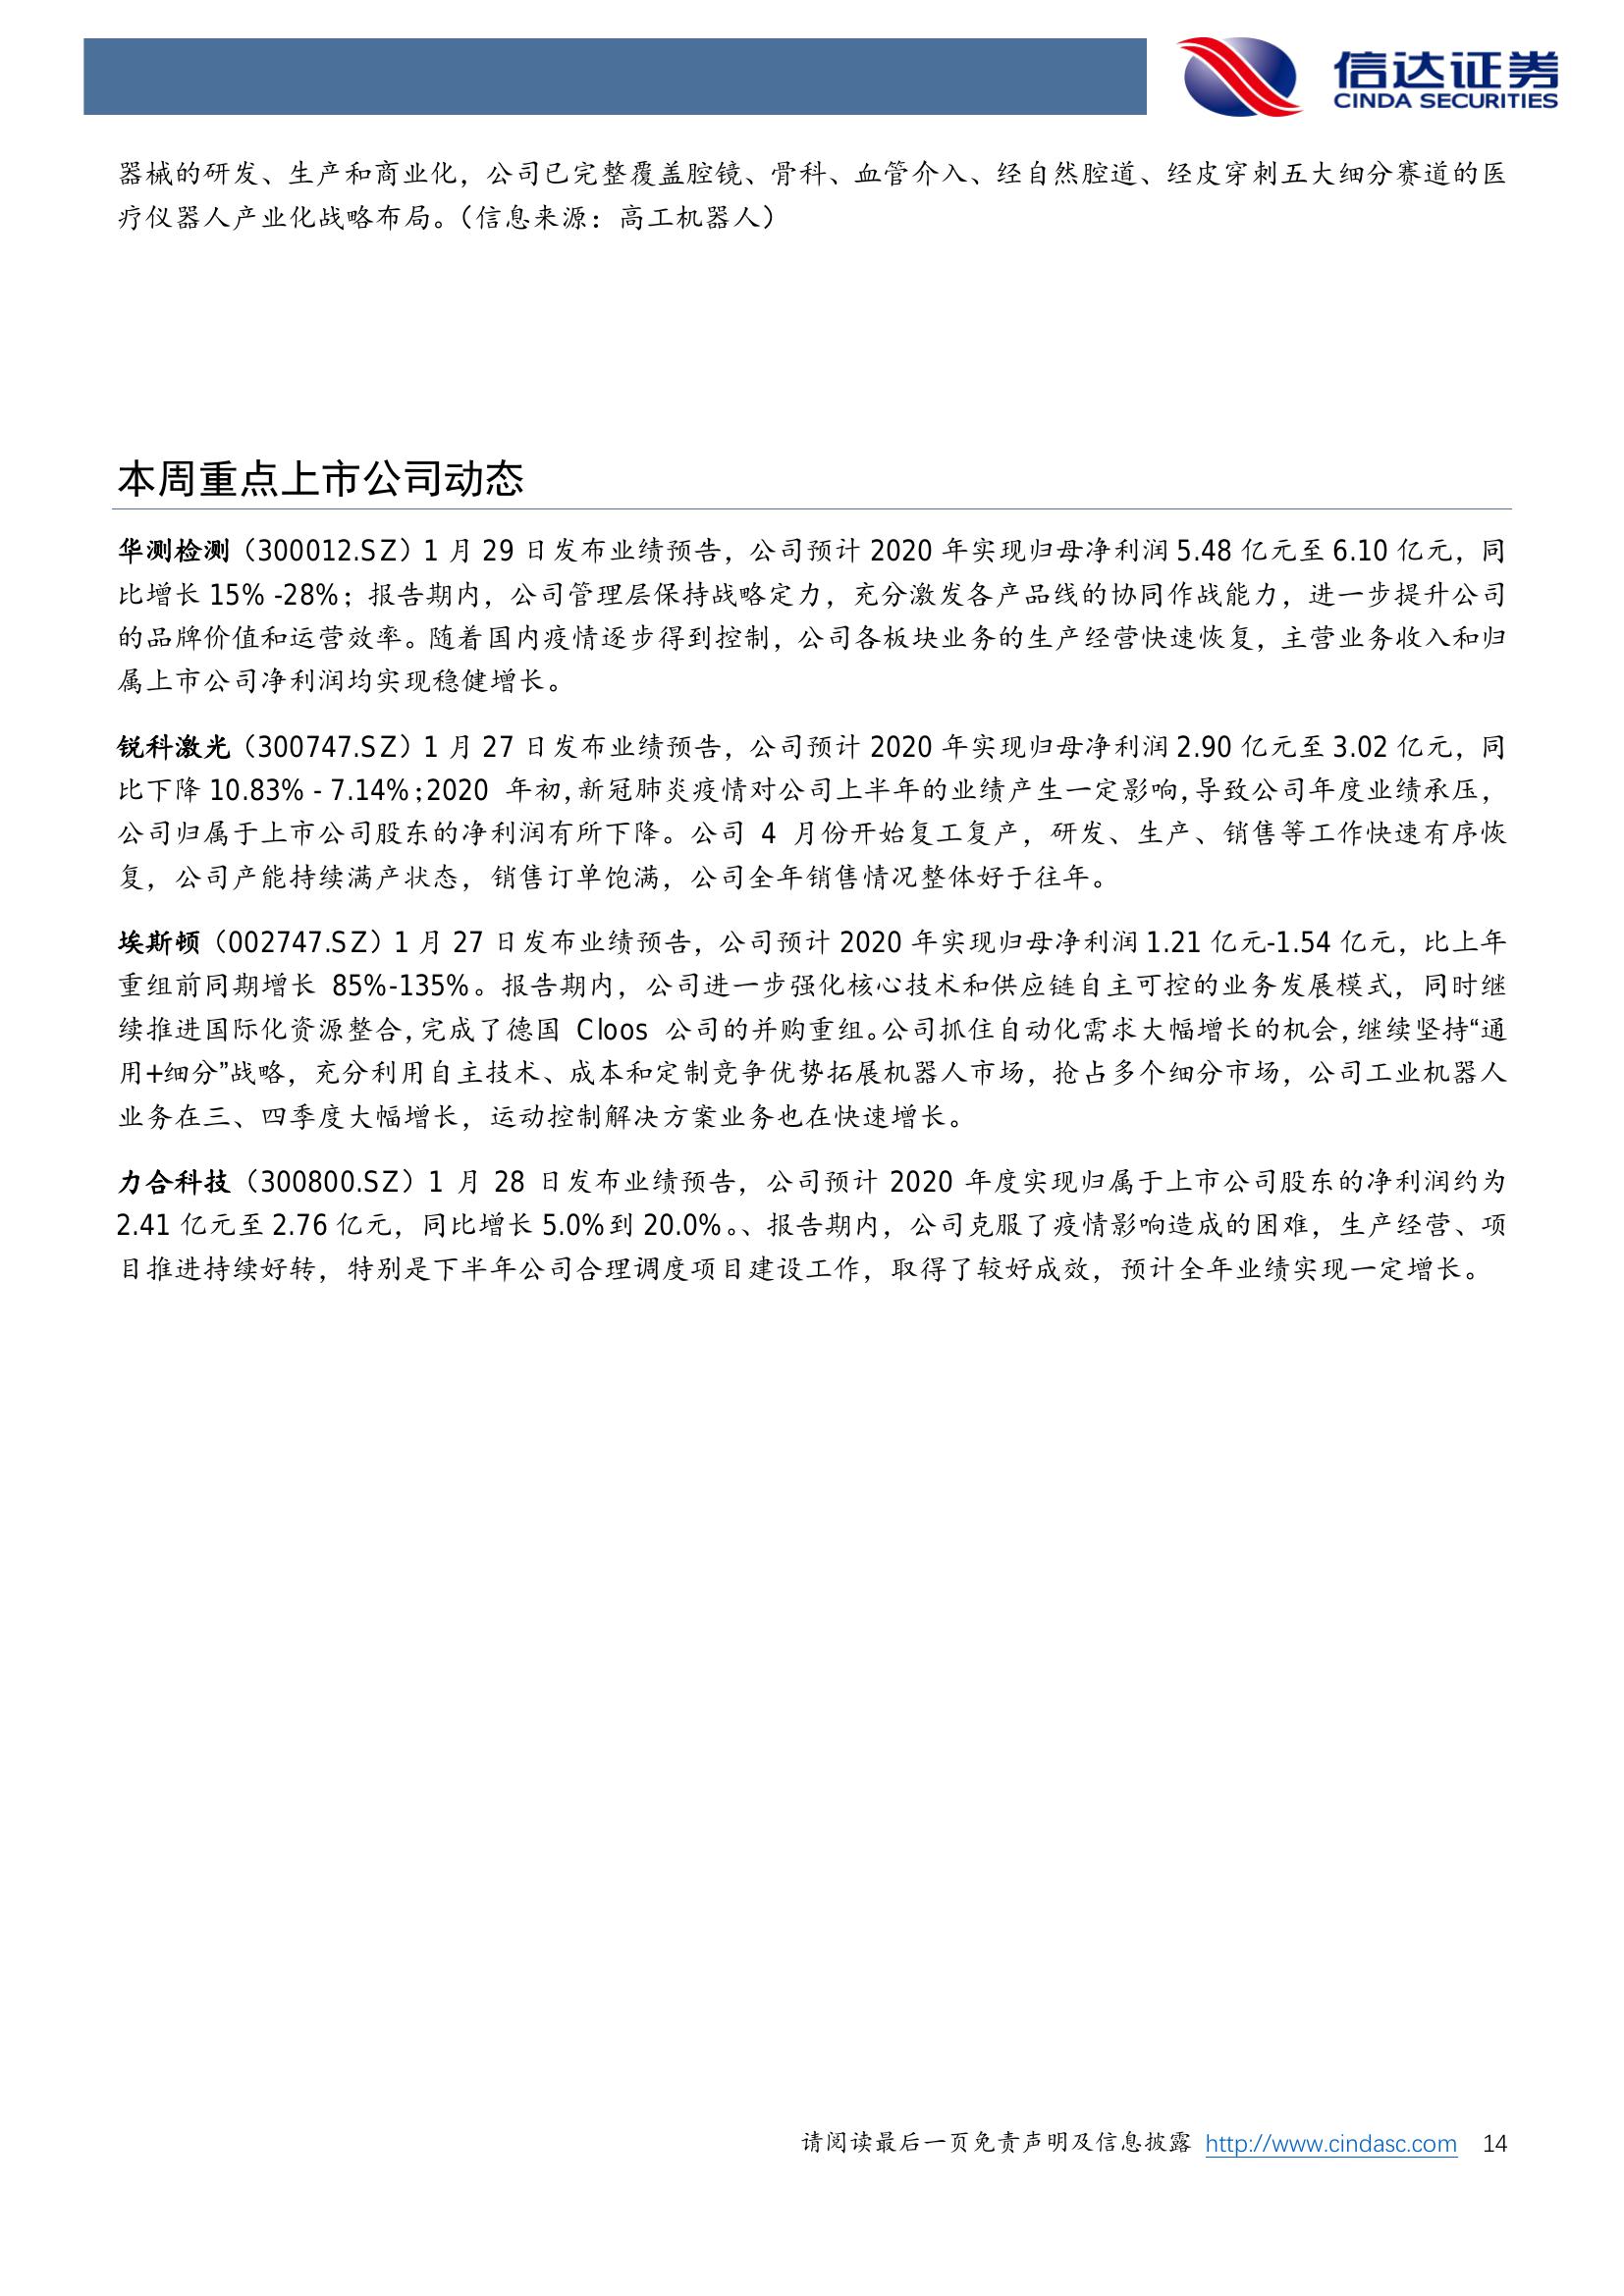 信达证券
CINDA SECURITIES
器械的研发、生产和商业化，公司已完整覆盖腔镜、骨科、血管介入、经自然腔道、经皮穿刺五大细分赛道的医
疗仪器人产业化战略布局。（信息来源：高工机器人）
本周重点上市公司动态
华测检测（300012.SZ）1 月 29 日发布业绩预告，公司预计 2020 年实现归母净利润 5.48 亿元至 6.10 亿元，同
比增长 15% -28%；报告期内，公司管理层保持战略定力，充分激发各产品线的协同作战能力，进一步提升公司
的品牌价值和运营效率。随着国内疫情逐步得到控制，公司各板块业务的生产经营快速恢复，主营业务收入和归
属上市公司净利润均实现稳健增长。
锐科激光（300747.SZ）1 月 27 日发布业绩预告，公司预计 2020 年实现归母净利润 2.90 亿元至 3.02 亿元，同
比下降 10.83% - 7.14%；2020 年初，新冠肺炎疫情对公司上半年的业绩产生一定影响，导致公司年度业绩承压，
公司归属于上市公司股东的净利润有所下降。公司 4 月份开始复工复产，研发、生产、销售等工作快速有序恢
复，公司产能持续满产状态，销售订单饱满，公司全年销售情况整体好于往年。
埃斯顿（002747.SZ）1 月 27 日发布业绩预告，公司预计 2020 年实现归母净利润 1.21 亿元-1.54 亿元，比上年
重组前同期增长 85%-135%。报告期内，公司进一步强化核心技术和供应链自主可控的业务发展模式，同时继
续推进国际化资源整合，完成了德国 Cloos 公司的并购重组。公司抓住自动化需求大幅增长的机会，继续坚持“通
用+细分”战略，充分利用自主技术、成本和定制竞争优势拓展机器人市场，抢占多个细分市场，公司工业机器人
业务在三、四季度大幅增长，运动控制解决方案业务也在快速增长。
力合科技（300800.SZ）1 月 28 日发布业绩预告，公司预计 2020 年度实现归属于上市公司股东的净利润约为
2.41 亿元至 2.76 亿元，同比增长 5.0%到 20.0%。、报告期内，公司克服了疫情影响造成的困难，生产经营、项
目推进持续好转，特别是下半年公司合理调度项目建设工作，取得了较好成效，预计全年业绩实现一定增长。
请阅读最后一页免责声明及信息披露 http://www.cindasc.com 14